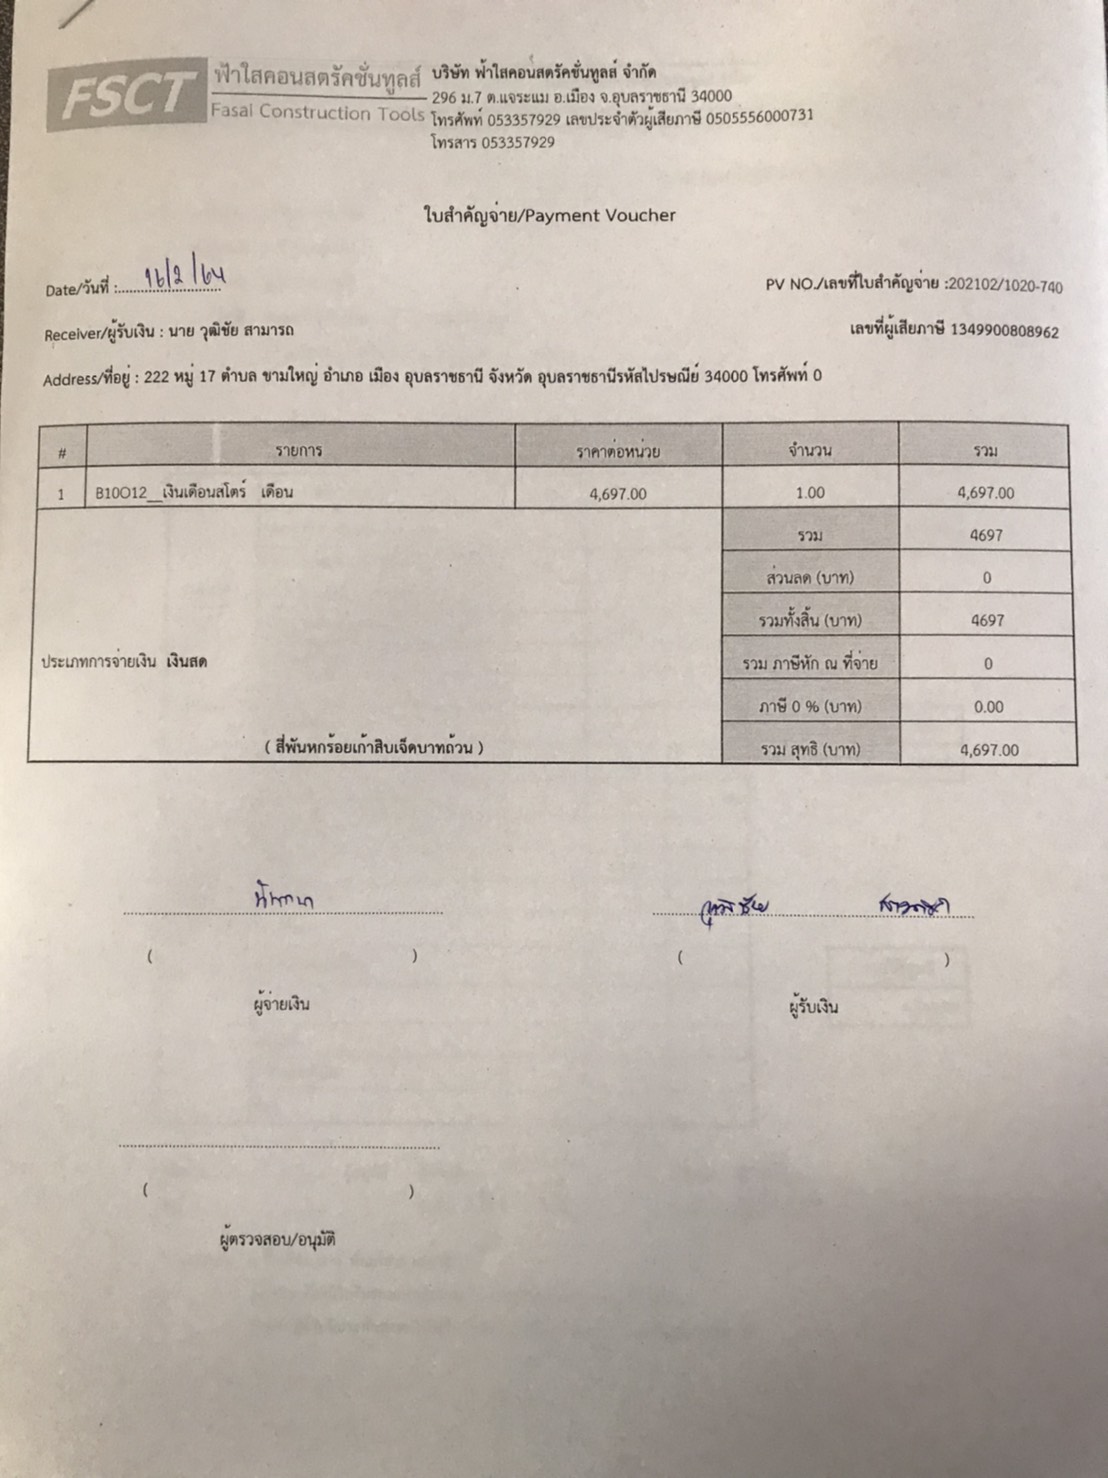 FSCT
ฟ้าใสคอนสตรัคชั่นทูลส์
Fasai Construction Tools
บริษัท ฟ้าใสคอนสตรัคชั่นทูลส์ จำกัด
296 ม.7 ต.แจระแม อ.เมือง จ.อุบลราชธานี 34000
โทรศัพท์ 053357929 เลขประจำตัวผู้เสียภาษี 0505556000731
โทรสาร 053357929
ใบสำคัญจ่าย/Payment Voucher
Date/วันที่ : 16/2/64
PV NO./เลขที่ใบสำคัญจ่าย :202102/1020-740
Receiver/ผู้รับเงิน : นาย วุฒิชัย สามารถ
เลขที่ผู้เสียภาษี 1349900808962
Address/ที่อยู่ : 222 หมู่ 17 ตำบล ขามใหญ่ อำเภอ เมือง อุบลราชธานี จังหวัด อุบลราชธานีรหัสไปรษณีย์ 34000 โทรศัพท์ 0
# รายการ ราคาต่อหน่วย จำนวน รวม
1 B10O12__เงินเดือนสโตร์ เดือน 4,697.00 1.00 4,697.00
รวม 4697
ส่วนลด (บาท) 0
รวมทั้งสิ้น (บาท) 4697
ประเภทการจ่ายเงิน เงินสด
รวม ภาษีหัก ณ ที่จ่าย 0
ภาษี 0 % (บาท) 0.00
( สี่พันหกร้อยเก้าสิบเจ็ดบาทถ้วน )
รวม สุทธิ (บาท) 4,697.00
( )
( )
ผู้จ่ายเงิน
ผู้รับเงิน
( )
ผู้ตรวจสอบ/อนุมัติ